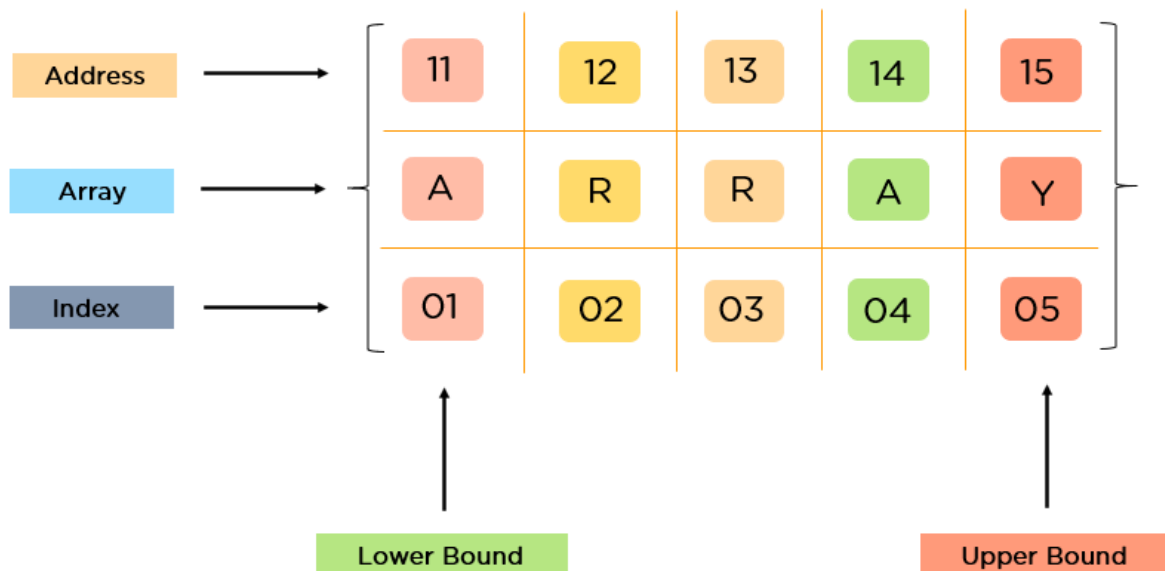 Address 11 12 13 14 15
Array A R R A Y
Index 01 02 03 04 05
Lower Bound Upper Bound